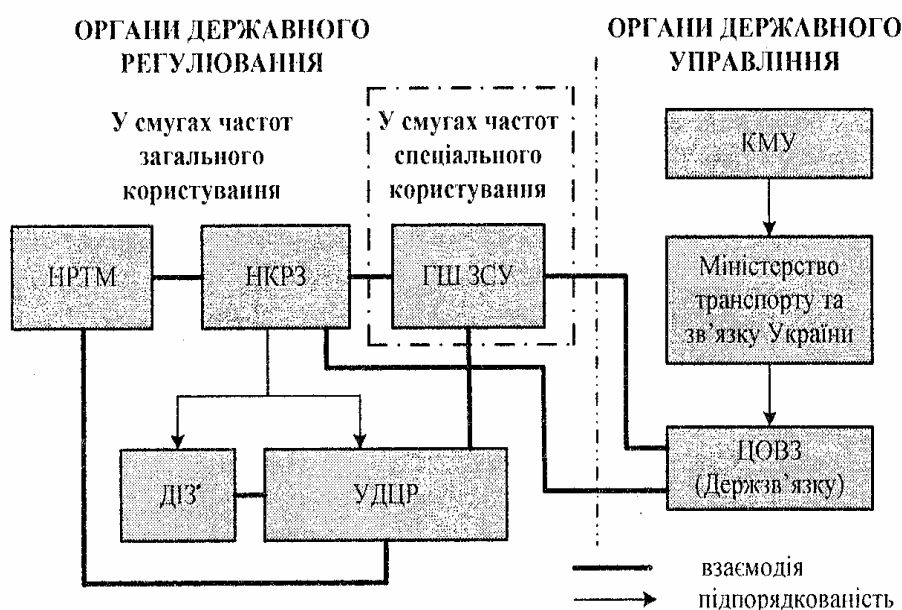 ОРГАНИ ДЕРЖАВНОГО
РЕГУЛЮВАННЯ
ОРГАНИ ДЕРЖАВНОГО
УПРАВЛІННЯ
У смугах частот
загального
користування
У смугах частот
спеціального
користування
КМУ
НРТМ
НКРЗ
ГШ ЗСУ
Міністерство
транспорту та
зв’язку України
ДІЗ
УДЦР
ЦОВЗ
(Держзв’язку)
взаємодія
підпорядкованість